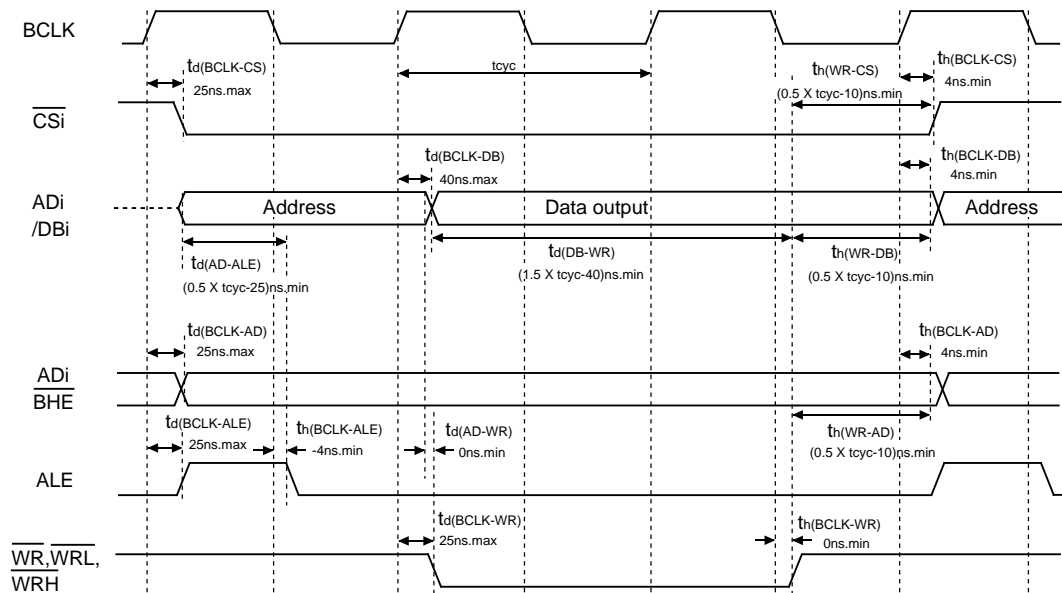 BCLK
td(BCLK-CS)
25ns.max
tcyc
th(WR-CS)
(0.5 X tcyc-10)ns.min
th(BCLK-CS)
4ns.min
CSi
td(BCLK-DB)
40ns.max
th(BCLK-DB)
4ns.min
ADi
/DBi
Address
Data output
Address
td(AD-ALE)
(0.5 X tcyc-25)ns.min
td(DB-WR)
(1.5 X tcyc-40)ns.min
th(WR-DB)
(0.5 X tcyc-10)ns.min
td(BCLK-AD)
25ns.max
th(BCLK-AD)
4ns.min
ADi
BHE
td(BCLK-ALE)
25ns.max
th(BCLK-ALE)
-4ns.min
td(AD-WR)
0ns.min
th(WR-AD)
(0.5 X tcyc-10)ns.min
ALE
td(BCLK-WR)
25ns.max
th(BCLK-WR)
0ns.min
WR,WRL,
WRH